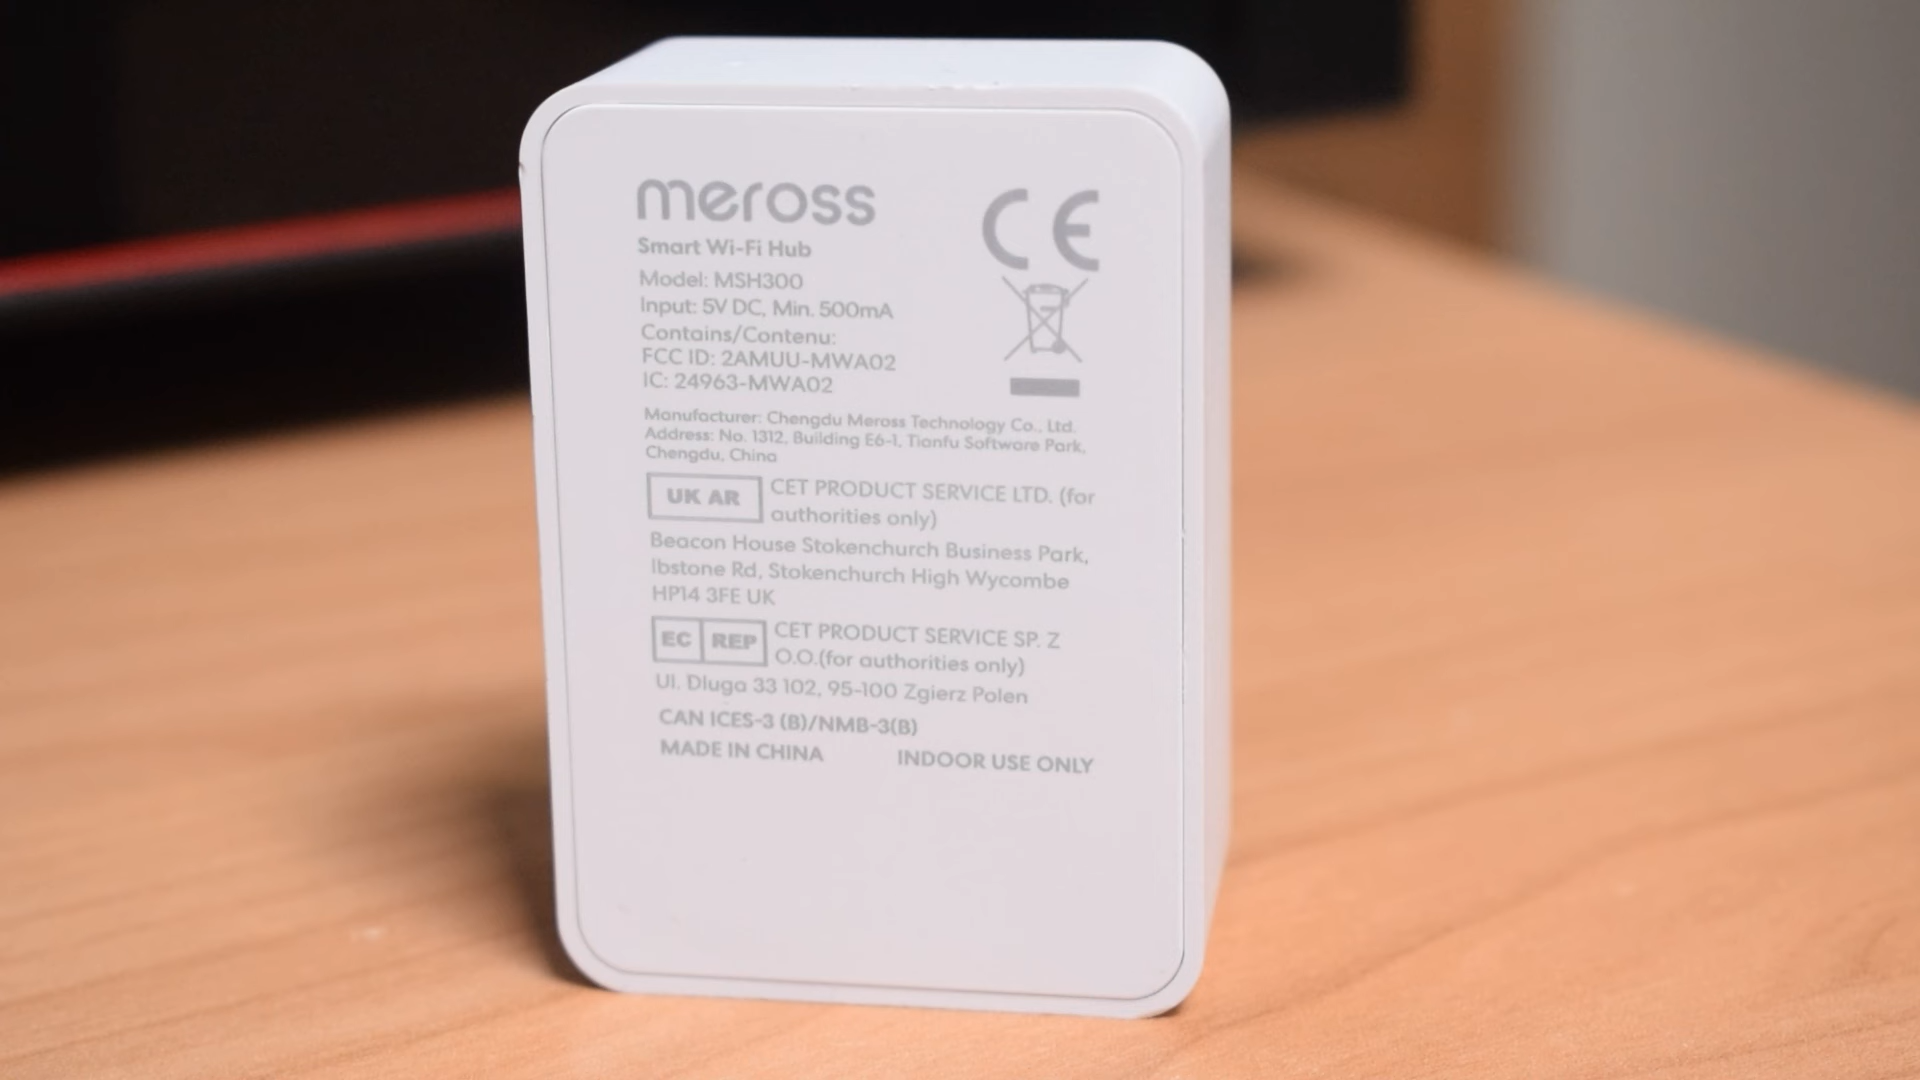 meross
CE
Smart Wi-Fi Hub
Model: MSH300
Input: 5V DC, Min. 500mA
Contains/Contenu:
FCC ID: 2AMUU-MWA02
IC: 24963-MWA02
Manufacturer: Chengdu Meross Technology Co., Ltd.
Address: No. 1312, Building E6-1, Tianfu Software Park,
Chengdu, China
UK AR CET PRODUCT SERVICE LTD. (for
authorities only)
Beacon House Stokenchurch Business Park,
Ibstone Rd, Stokenchurch High Wycombe
HP14 3FE UK
EC REP CET PRODUCT SERVICE SP. Z
O.O.(for authorities only)
Ul. Dluga 33 102, 95-100 Zgierz Polen
CAN ICES-3 (B)/NMB-3(B)
MADE IN CHINA INDOOR USE ONLY